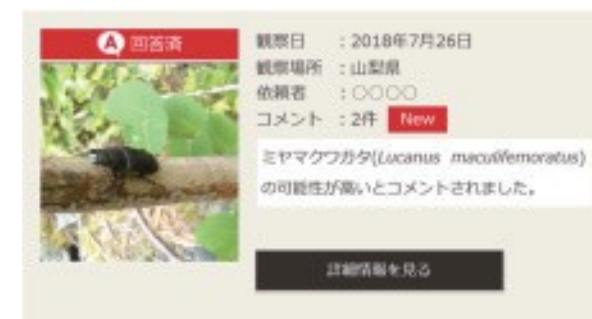 A 回答済
観察日 :2018年7月26日
観察場所 :山梨県
依頼者 :〇〇〇〇
コメント :2件 New
ミヤマクワガタ(Lucanus maculifemoratus)
の可能性が高いとコメントされました。
詳細情報を見る